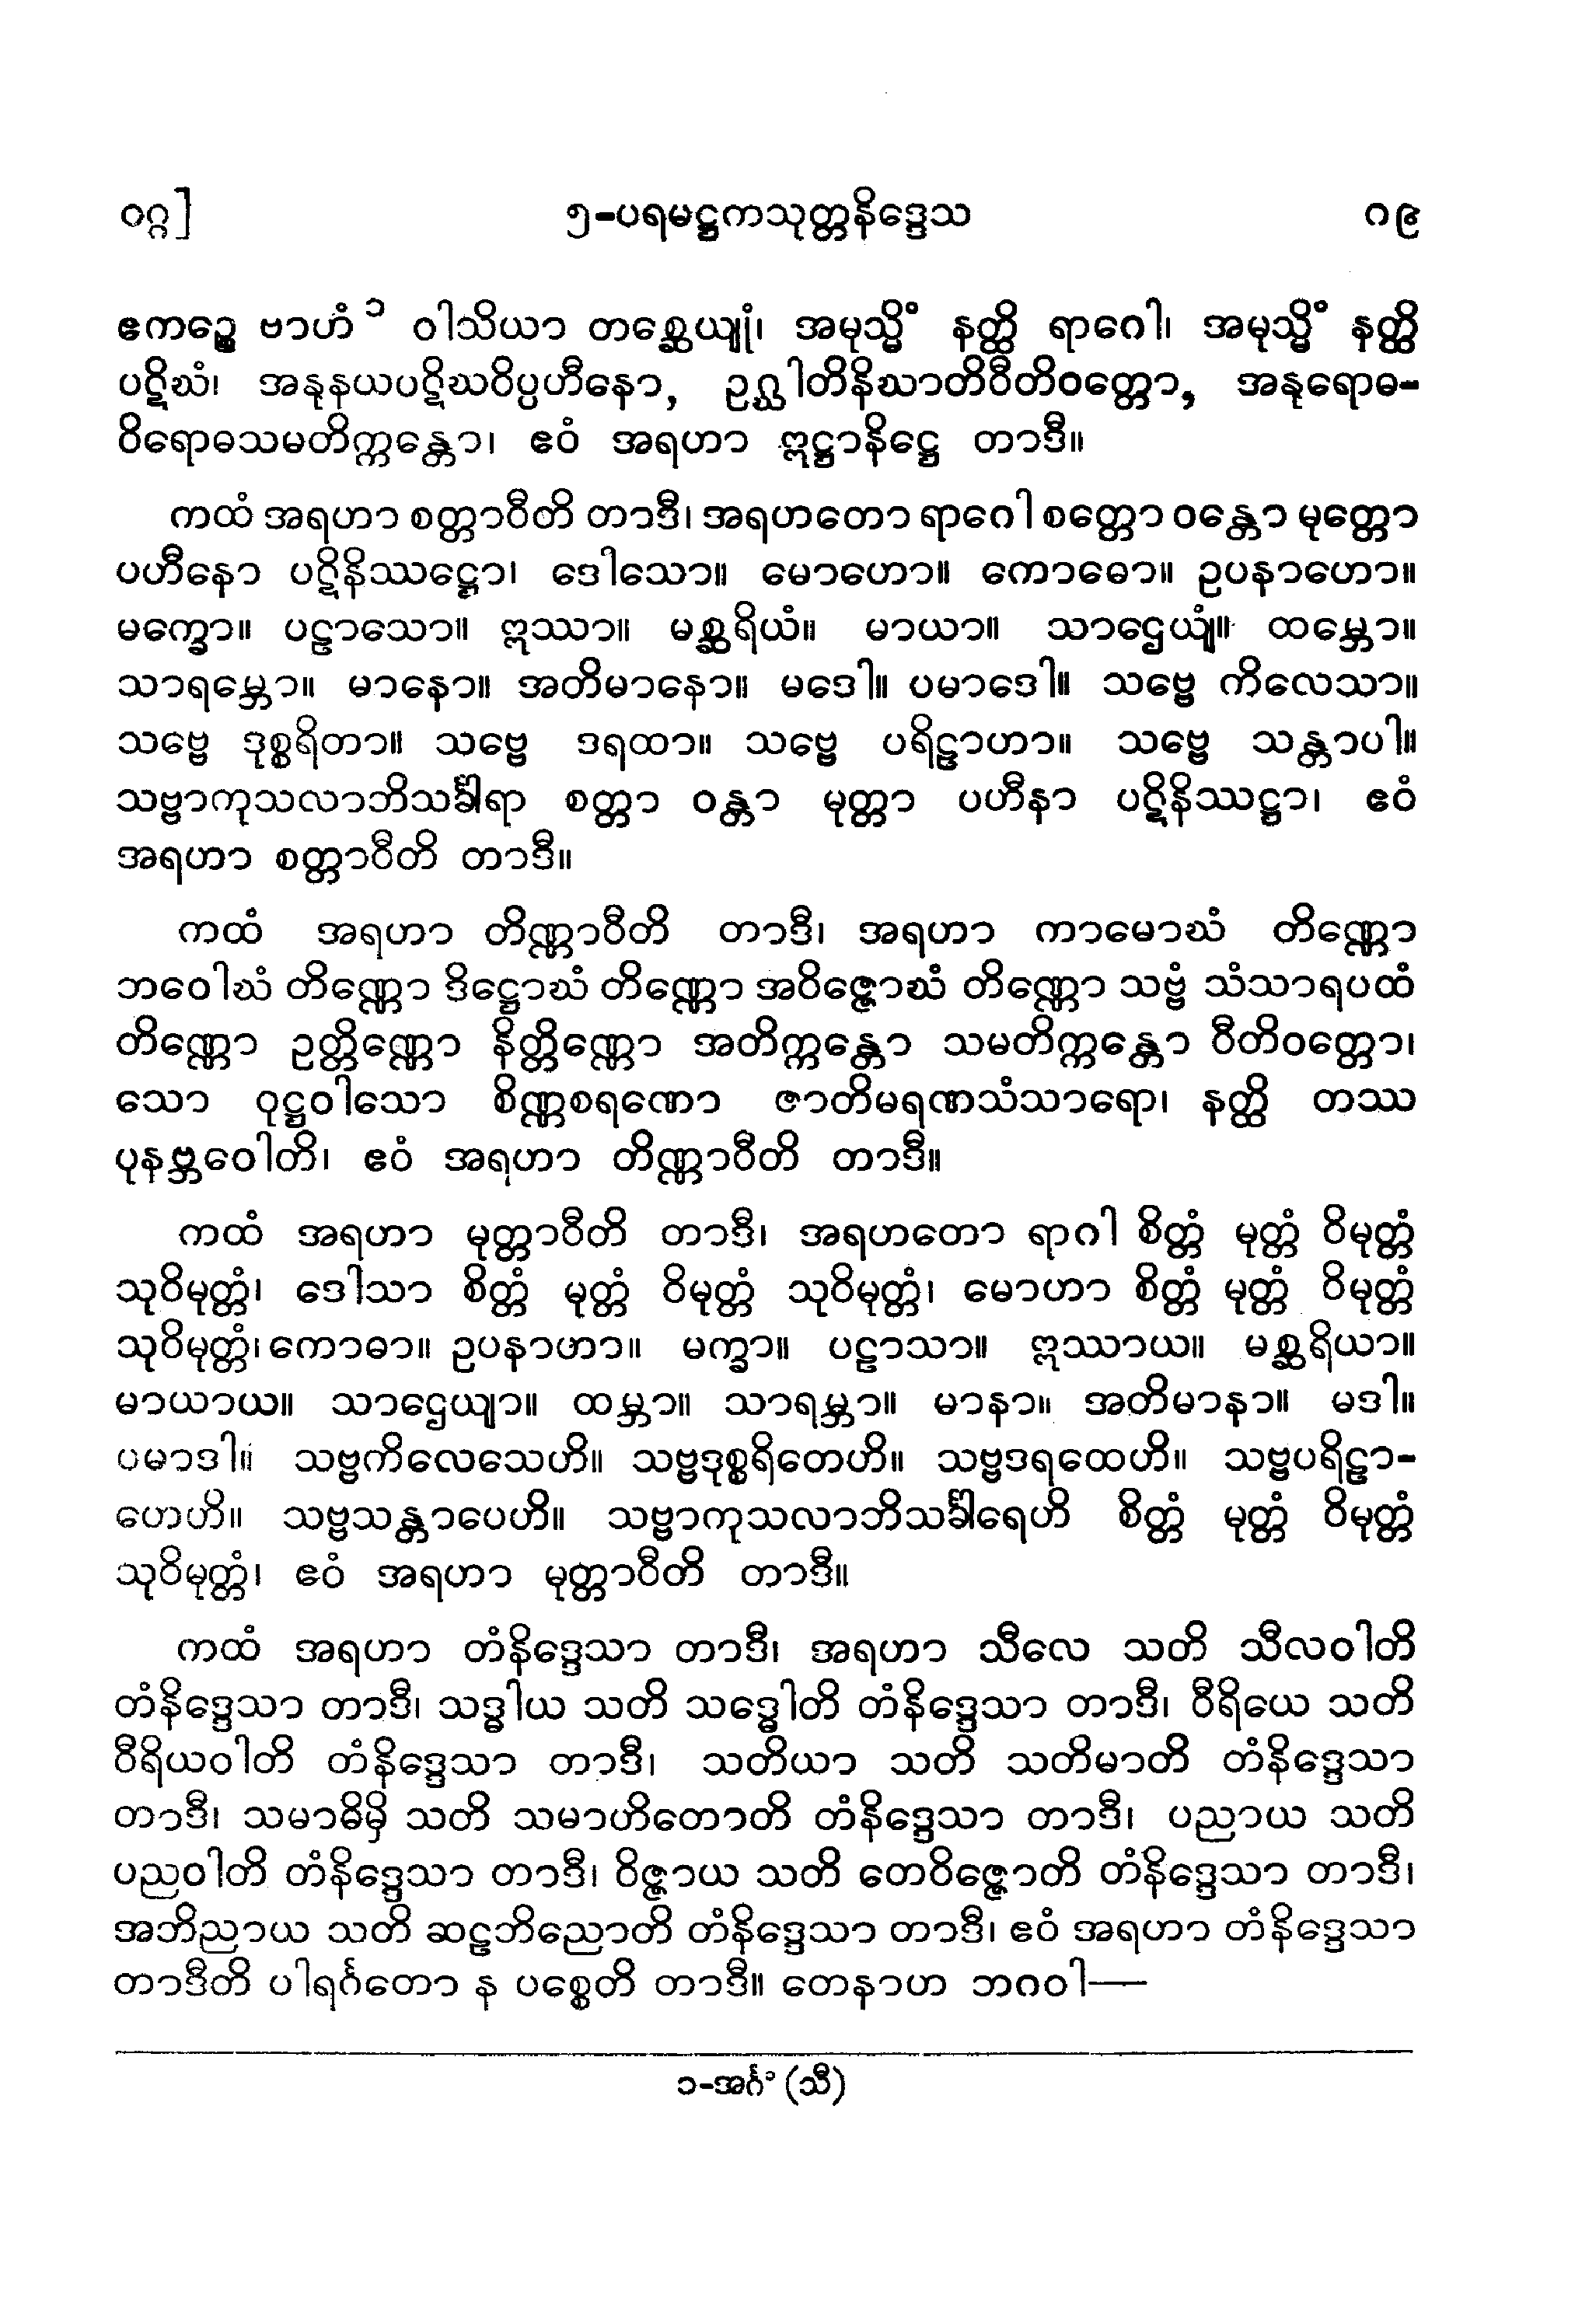 ၀ဂ္ဂ] ၅-ပရမဋ္ဌကသုတ္တနိဒ္ဒေသ ဂ၉
ဧကဉ္စေ ဗာဟံ ၁ ဝါသိယာ တစ္ဆေယျုံ၊ အမုသ္မိံ နတ္ထိ ရာဂေါ၊ အမုသ္မိံ နတ္ထိ
ပဋိဃံ၊ အနုနယပဋိဃဝိပ္ပဟီနော, ဥဂ္ဃါတိနိဃာတိဝီတိဝတ္တော, အနုရောဓ-
ဝိရောဓသမတိက္ကန္တော၊ ဧဝံ အရဟာ ဣဋ္ဌာနိဋ္ဌေ တာဒီ။
ကထံ အရဟာ စတ္တာဝီတိ တာဒီ၊ အရဟတော ရာဂေါ စတ္တော ဝန္တော မုတ္တော
ပဟီနော ပဋိနိဿဋ္ဌော၊ ဒေါသော။ မောဟော။ ကောဓော။ ဥပနာဟော။
မက္ခော။ ပဠာသော။ ဣဿာ။ မစ္ဆရိယံ။ မာယာ။ သာဌေယျံ။ ထမ္ဘော။
သာရမ္ဘော။ မာနော။ အတိမာနော။ မဒေါ။ ပမာဒေါ။ သဗ္ဗေ ကိလေသာ။
သဗ္ဗေ ဒုစ္စရိတာ။ သဗ္ဗေ ဒရထာ။ သဗ္ဗေ ပရိဠာဟာ။ သဗ္ဗေ သန္တာပါ။
သဗ္ဗာကုသလာဘိသင်္ခါရာ စတ္တာ ဝန္တာ မုတ္တာ ပဟီနာ ပဋိနိဿဋ္ဌာ၊ ဧဝံ
အရဟာ စတ္တာဝီတိ တာဒီ။
ကထံ အရဟာ တိဏ္ဏာဝီတိ တာဒီ၊ အရဟာ ကာမောဃံ တိဏ္ဏော
ဘဝေါဃံ တိဏ္ဏော ဒိဋ္ဌောဃံ တိဏ္ဏော အဝိဇ္ဇောဃံ တိဏ္ဏော သဗ္ဗံ သံသာရပထံ
တိဏ္ဏော ဥတ္တိဏ္ဏော နိတ္တိဏ္ဏော အတိက္ကန္တော သမတိက္ကန္တော ဝီတိဝတ္တော၊
သော ဝုဋ္ဌဝါသော စိဏ္ဏစရဏော ဇာတိမရဏသံသာရော၊ နတ္ထိ တဿ
ပုနဗ္ဘဝေါတိ၊ ဧဝံ အရဟာ တိဏ္ဏာဝီတိ တာဒီ။
ကထံ အရဟာ မုတ္တာဝီတိ တာဒီ၊ အရဟတော ရာဂါ စိတ္တံ မုတ္တံ ဝိမုတ္တံ
သုဝိမုတ္တံ၊ ဒေါသာ စိတ္တံ မုတ္တံ ဝိမုတ္တံ သုဝိမုတ္တံ၊ မောဟာ စိတ္တံ မုတ္တံ ဝိမုတ္တံ
သုဝိမုတ္တံ၊ ကောဓာ။ ဥပနာဟာ။ မက္ခာ။ ပဠာသာ။ ဣဿာယ။ မစ္ဆရိယာ။
မာယာယ။ သာဌေယျာ။ ထမ္ဘာ။ သာရမ္ဘာ။ မာနာ။ အတိမာနာ။ မဒါ။
ပမာဒါ။ သဗ္ဗကိလေသေဟိ။ သဗ္ဗဒုစ္စရိတေဟိ။ သဗ္ဗဒရထေဟိ။ သဗ္ဗပရိဠာ-
ဟေဟိ။ သဗ္ဗသန္တာပေဟိ။ သဗ္ဗာကုသလာဘိသင်္ခါရေဟိ စိတ္တံ မုတ္တံ ဝိမုတ္တံ
သုဝိမုတ္တံ၊ ဧဝံ အရဟာ မုတ္တာဝီတိ တာဒီ။
ကထံ အရဟာ တံနိဒ္ဒေသာ တာဒီ၊ အရဟာ သီလေ သတိ သီလဝါတိ
တံနိဒ္ဒေသာ တာဒီ၊ သဒ္ဓါယ သတိ သဒ္ဓေါတိ တံနိဒ္ဒေသာ တာဒီ၊ ဝီရိယေ သတိ
ဝီရိယဝါတိ တံနိဒ္ဒေသာ တာဒီ၊ သတိယာ သတိ သတိမာတိ တံနိဒ္ဒေသာ
တာဒီ၊ သမာဓိမှိ သတိ သမာဟိတောတိ တံနိဒ္ဒေသာ တာဒီ၊ ပညာယ သတိ
ပညဝါတိ တံနိဒ္ဒေသာ တာဒီ၊ ဝိဇ္ဇာယ သတိ တေဝိဇ္ဇောတိ တံနိဒ္ဒေသာ တာဒီ၊
အဘိညာယ သတိ ဆဠဘိညောတိ တံနိဒ္ဒေသာ တာဒီ၊ ဧဝံ အရဟာ တံနိဒ္ဒေသာ
တာဒီတိ ပါရင်္ဂတော န ပစ္စေတိ တာဒီ။ တေနာဟ ဘဂဝါ—
၁-အင်္ဂံ (သီ)